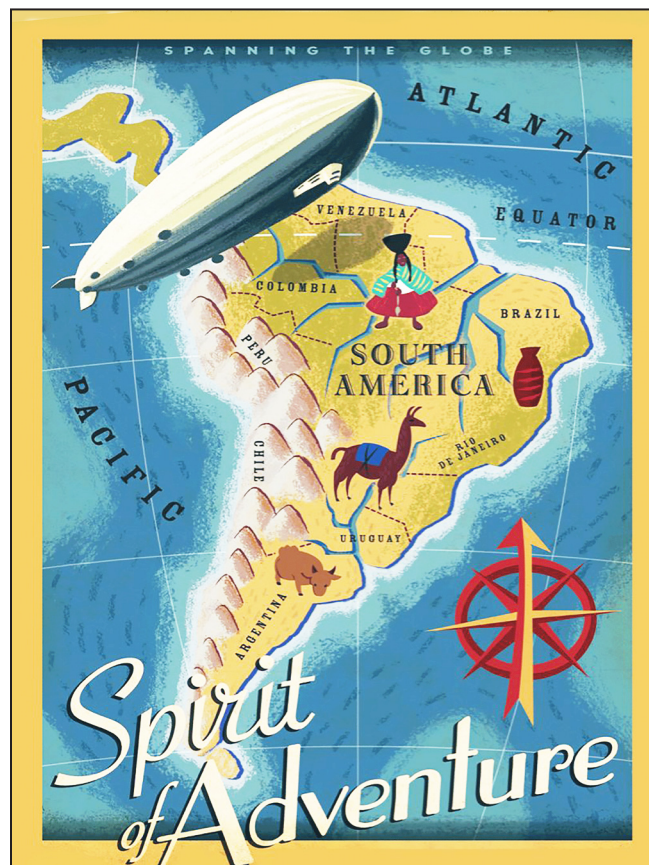 SPANNING THE GLOBE
ATLANTIC
EQUATOR
VENEZUELA
COLOMBIA
BRAZIL
PERU
SOUTH
AMERICA
PACIFIC
CHILE
RIO
DE JANEIRO
URUGUAY
ARGENTINA
Spirit
of Adventure